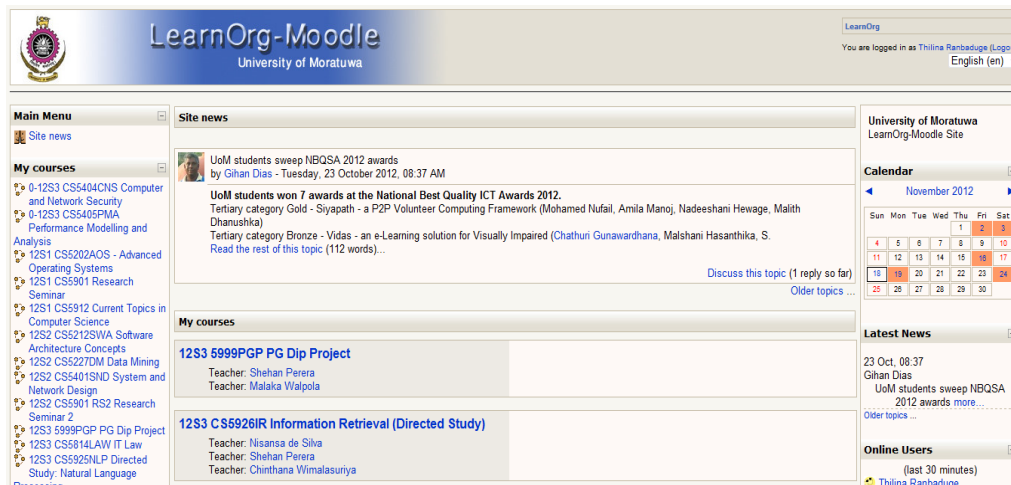 LearnOrg-Moodle
University of Moratuwa
LearnOrg
You are logged in as Thilina Ranbaduge (Logo
English (en)
Main Menu
Site news
My courses
0-12S3 CS5404CNS Computer
and Network Security
0-12S3 CS5405PMA
Performance Modelling and
Analysis
12S1 CS5202AOS - Advanced
Operating Systems
12S1 CS5901 Research
Seminar
12S1 CS5912 Current Topics in
Computer Science
12S2 CS5212SWA Software
Architecture Concepts
12S2 CS5227DM Data Mining
12S2 CS5401SND System and
Network Design
12S2 CS5901 RS2 Research
Seminar 2
12S3 5999PGP PG Dip Project
12S3 CS5814LAW IT Law
12S3 CS5925NLP Directed
Study: Natural Language
Processing
Site news
UoM students sweep NBQSA 2012 awards
by Gihan Dias - Tuesday, 23 October 2012, 08:37 AM
UoM students won 7 awards at the National Best Quality ICT Awards 2012.
Tertiary category Gold - Siyapath - a P2P Volunteer Computing Framework (Mohamed Nufail, Amila Manoj, Nadeeshani Hewage, Malith
Dhanushka)
Tertiary category Bronze - Vidas - an e-Learning solution for Visually Impaired (Chathuri Gunawardhana, Malshani Hasanthika, S.
Read the rest of this topic (112 words)...
Discuss this topic (1 reply so far)
Older topics ...
My courses
12S3 5999PGP PG Dip Project
Teacher: Shehan Perera
Teacher: Malaka Walpola
12S3 CS5926IR Information Retrieval (Directed Study)
Teacher: Nisansa de Silva
Teacher: Shehan Perera
Teacher: Chinthana Wimalasuriya
University of Moratuwa
LearnOrg-Moodle Site
Calendar
November 2012
Sun Mon Tue Wed Thu Fri Sat
1 2 3
4 5 6 7 8 9 10
11 12 13 14 15 16 17
18 19 20 21 22 23 24
25 26 27 28 29 30
Latest News
23 Oct, 08:37
Gihan Dias
UoM students sweep NBQSA
2012 awards more...
Older topics ...
Online Users
(last 30 minutes)
Thilina Ranbaduge